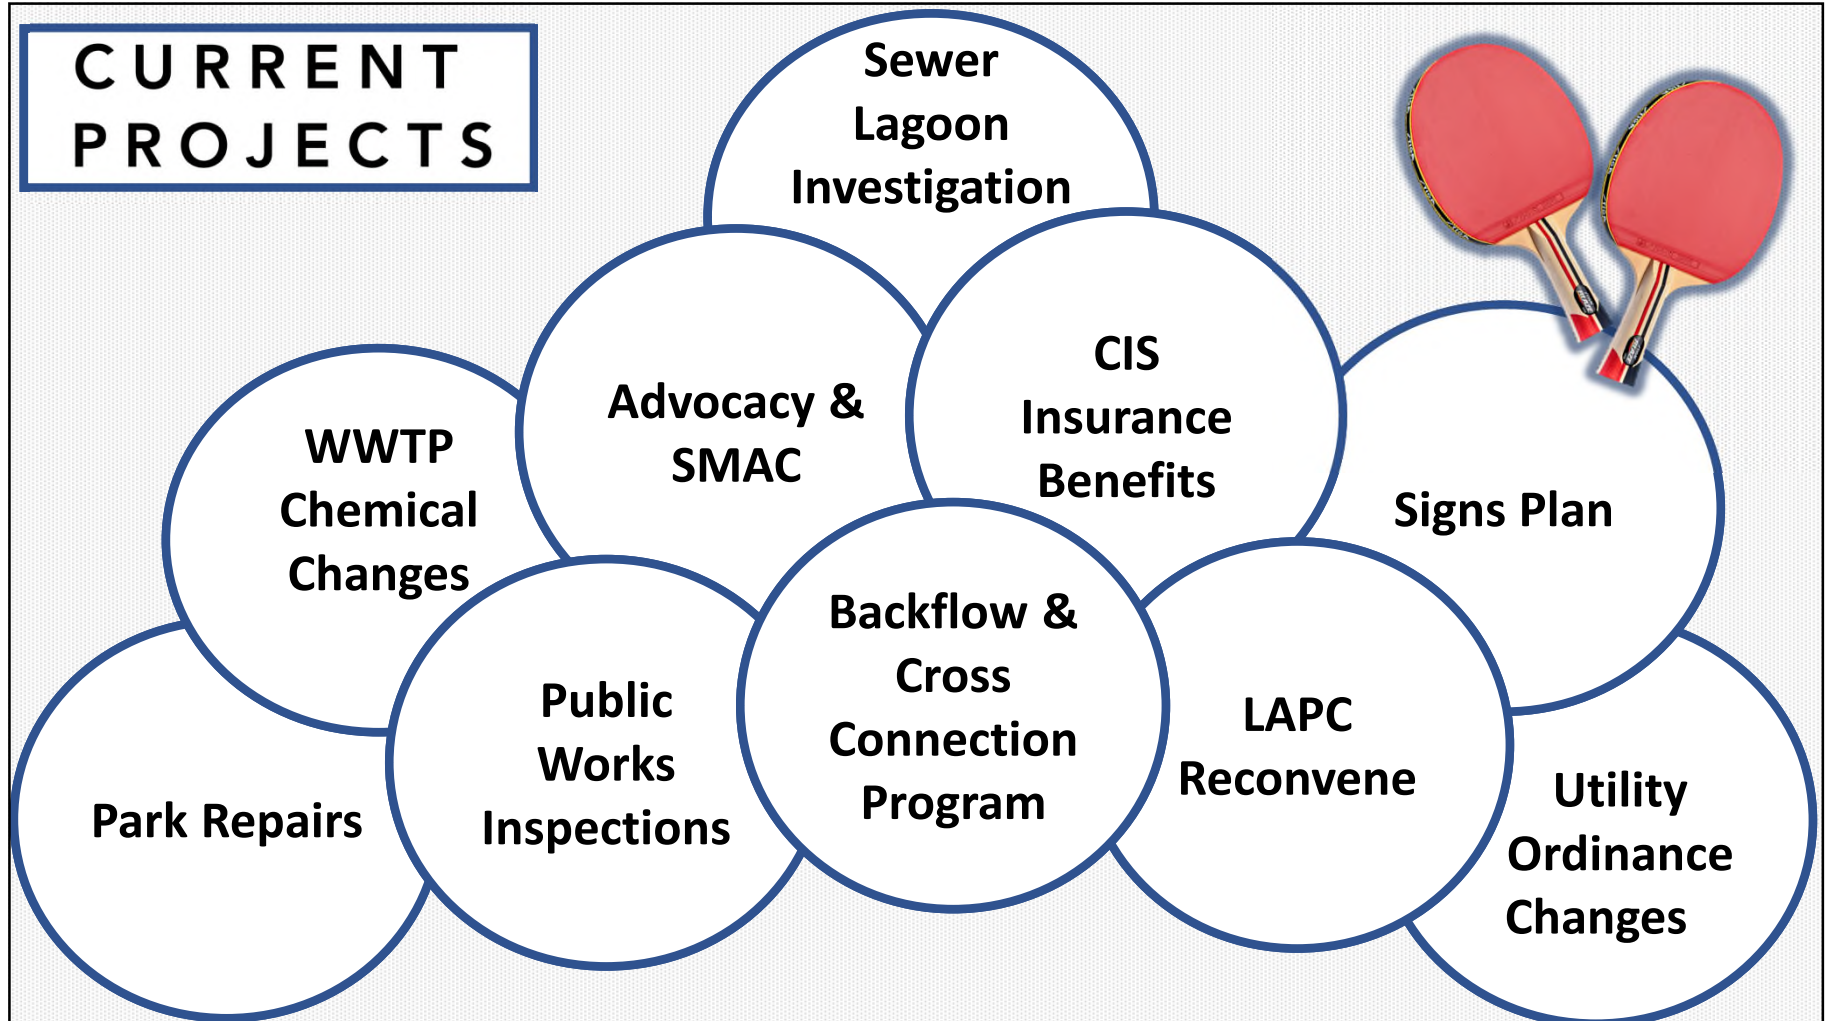 CURRENT
PROJECTS
Sewer
Lagoon
Investigation
Advocacy &
SMAC
CIS
Insurance
Benefits
WWTP
Chemical
Changes
Signs Plan
Park Repairs
Public
Works
Inspections
Backflow &
Cross
Connection
Program
LAPC
Reconvene
Utility
Ordinance
Changes